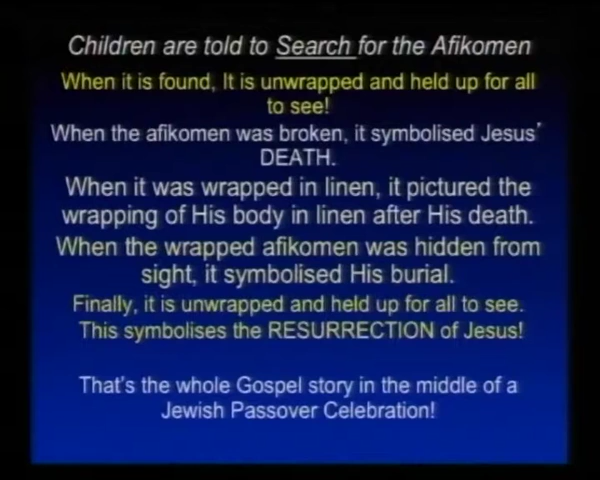 Children are told to Search for the Afikomen
When it is found, It is unwrapped and held up for all
to see!
When the afikomen was broken, it symbolised Jesus'
DEATH.
When it was wrapped in linen, it pictured the
wrapping of His body in linen after His death.
When the wrapped afikomen was hidden from
sight, it symbolised His burial.
Finally, it is unwrapped and held up for all to see.
This symbolises the RESURRECTION of Jesus!
That's the whole Gospel story in the middle of a
Jewish Passover Celebration!